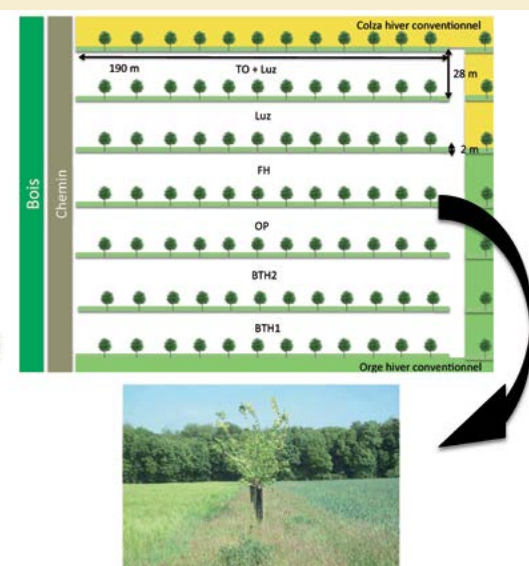 Colza hiver conventionnel
190 m
TO + Luz
28 m
Luz
2 m
FH
OP
BTH2
BTH1
Orge hiver conventionnel
Bois
Chemin